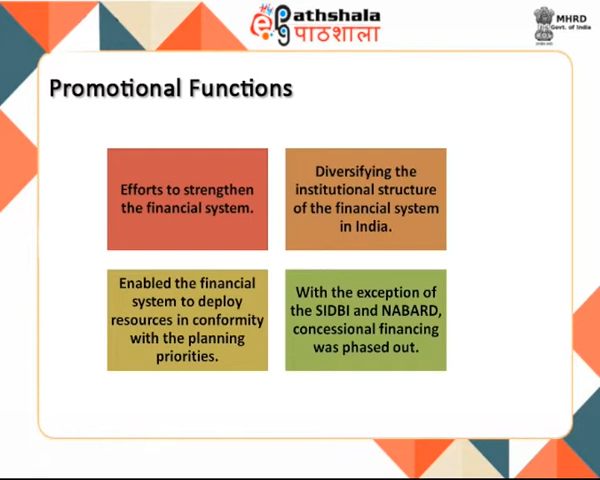 ePathshala
पाठशाला
MHRD
Govt. of India
Promotional Functions
Efforts to strengthen
the financial system.
Diversifying the
institutional structure
of the financial system
in India.
Enabled the financial
system to deploy
resources in conformity
with the planning
priorities.
With the exception of
the SIDBI and NABARD,
concessional financing
was phased out.